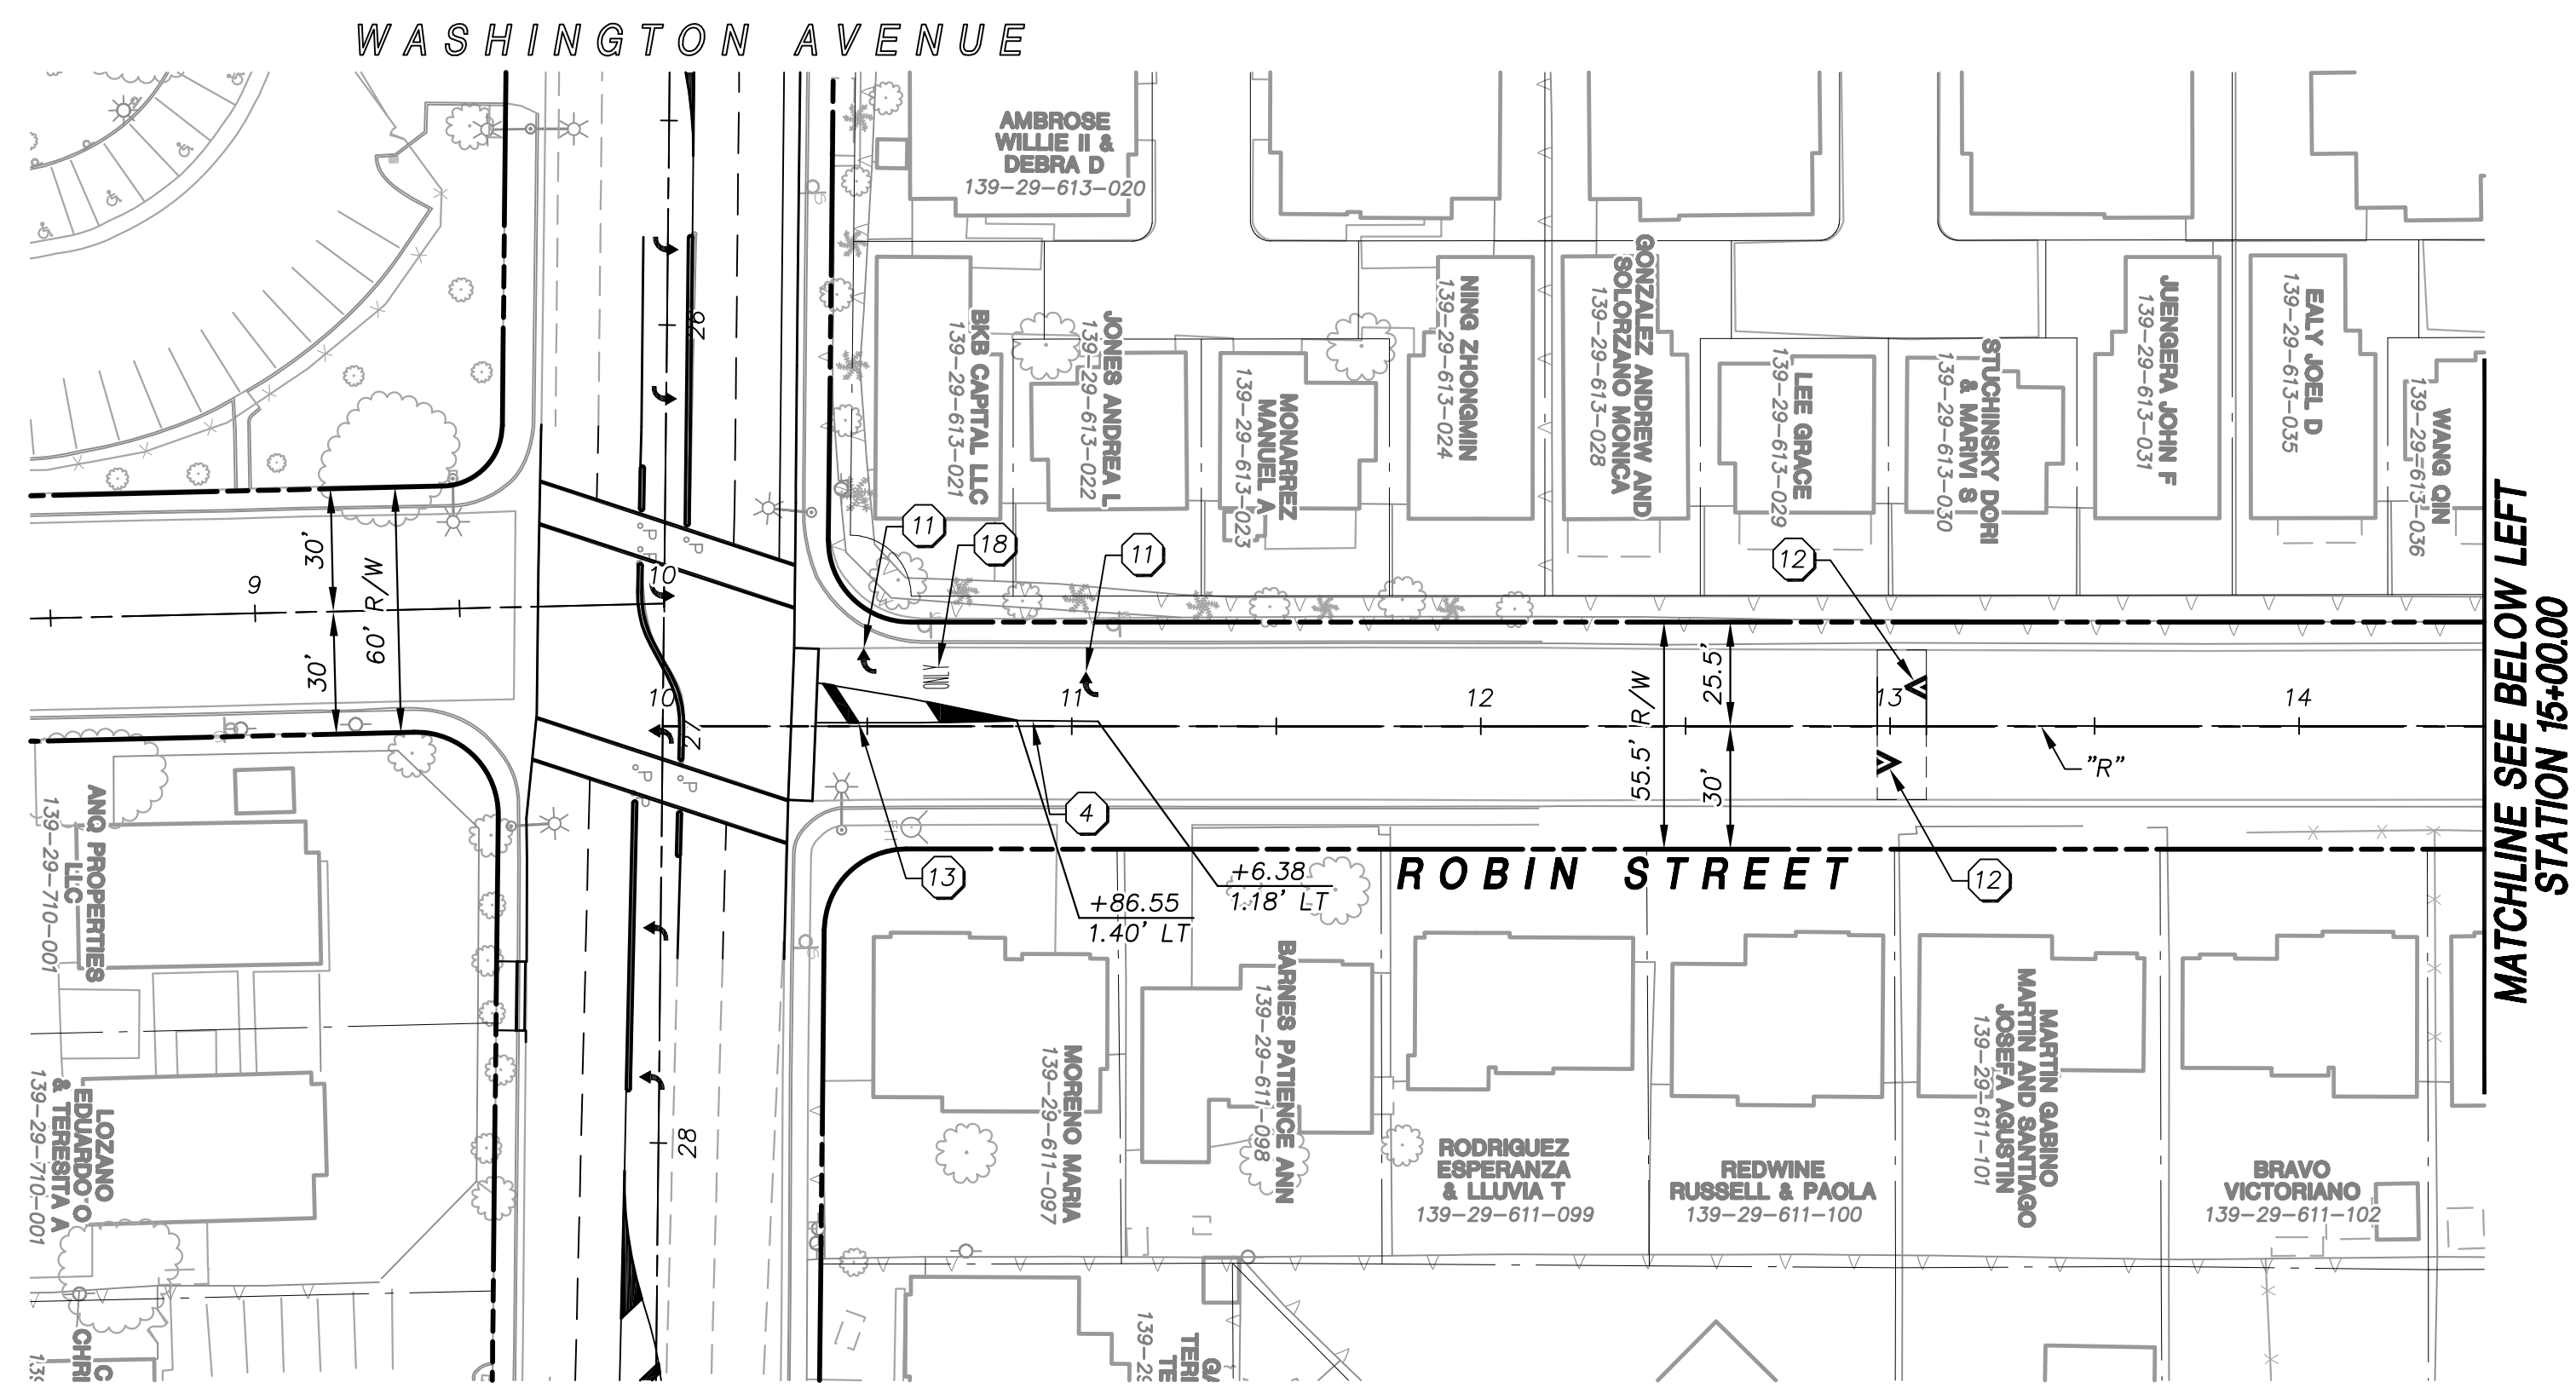 WASHINGTON AVENUE
AMBROSE
WILLIE II &
DEBRA D
139-29-613-020
BKB CAPITAL LLC
139-29-613-021
JONES ANDREA L
139-29-613-022
MONARREZ
MANUEL A
139-29-613-023
NING ZHONGMIN
139-29-613-024
GONZALEZ ANDREW AND
SOLORZANO MONICA
139-29-613-028
LEE GRACE
139-29-613-029
STUCHINSKY DORI
& MARIVI S
139-29-613-030
JUENGERA JOHN F
139-29-613-031
EALY JOEL D
139-29-613-035
WANG QIN
139-29-613-036
26
11
18
11
12
30'
60' R/W
30'
9
10
10
27
ONLY
11
12
13
14
55.5' R/W
25.5'
30'
"R"
MATCHLINE SEE BELOW LEFT
STATION 15+00.00
4
13
12
+6.38
1.18' LT
+86.55
1.40' LT
ROBIN STREET
ANQ PROPERTIES
LLC
139-29-710-001
LOZANO
EDUARDO O
& TERESITA A
139-29-710-001
28
MORENO MARIA
139-29-611-097
BARNES PATIENCE ANN
139-29-611-098
RODRIGUEZ
ESPERANZA
& LLUVIA T
139-29-611-099
REDWINE
RUSSELL & PAOLA
139-29-611-100
MARTIN GABINO
MARTIN AND SANTIAGO
JOSEFA AGUSTIN
139-29-611-101
BRAVO
VICTORIANO
139-29-611-102
C
CHRI
139
GA
TERI
TE
139-29